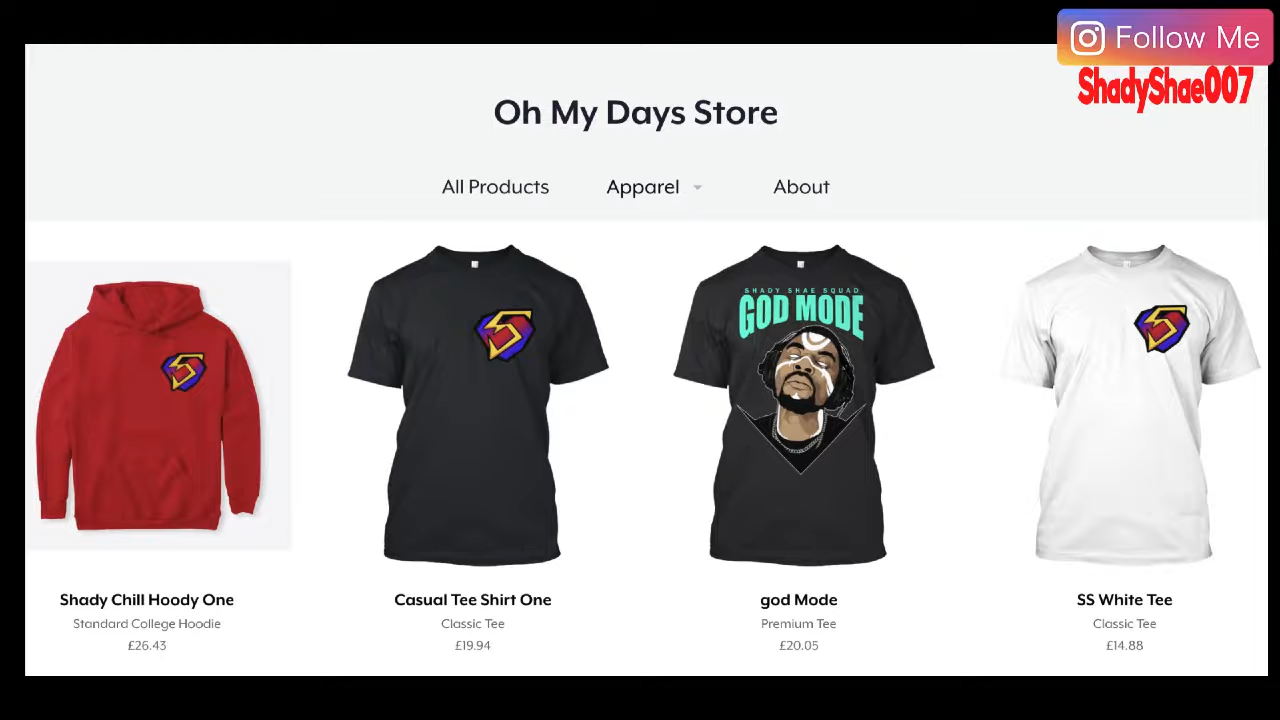 Follow Me
ShadyShae007
Oh My Days Store
All Products Apparel About
SHADY SHAE SQUAD
GOD MODE
Shady Chill Hoody One
Standard College Hoodie
£26.43
Casual Tee Shirt One
Classic Tee
£19.94
god Mode
Premium Tee
£20.05
SS White Tee
Classic Tee
£14.88